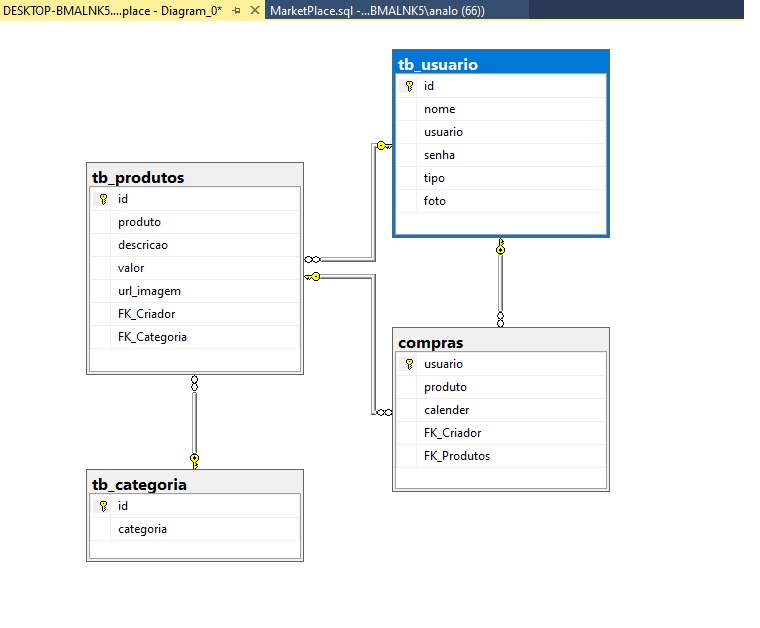 DESKTOP-BMALNK5....place - Diagram_0*
MarketPlace.sql -...BMALNK5\analo (66))
tb_usuario
id
nome
usuario
senha
tipo
foto
tb_produtos
id
produto
descricao
valor
url_imagem
FK_Criador
FK_Categoria
compras
usuario
produto
calender
FK_Criador
FK_Produtos
tb_categoria
id
categoria